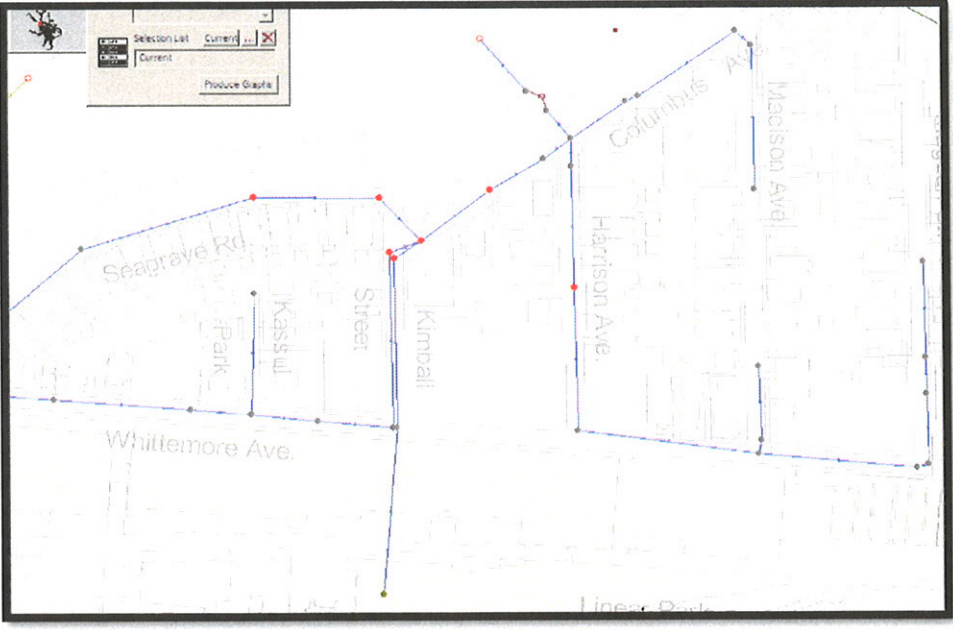 Selection List Current ...
Current
Produce Graphs
Columbus Ave
Madison Ave.
Seagrave Rd.
Harrison Ave.
Kimball
Street
Park
Whittemore Ave.
Linear Park